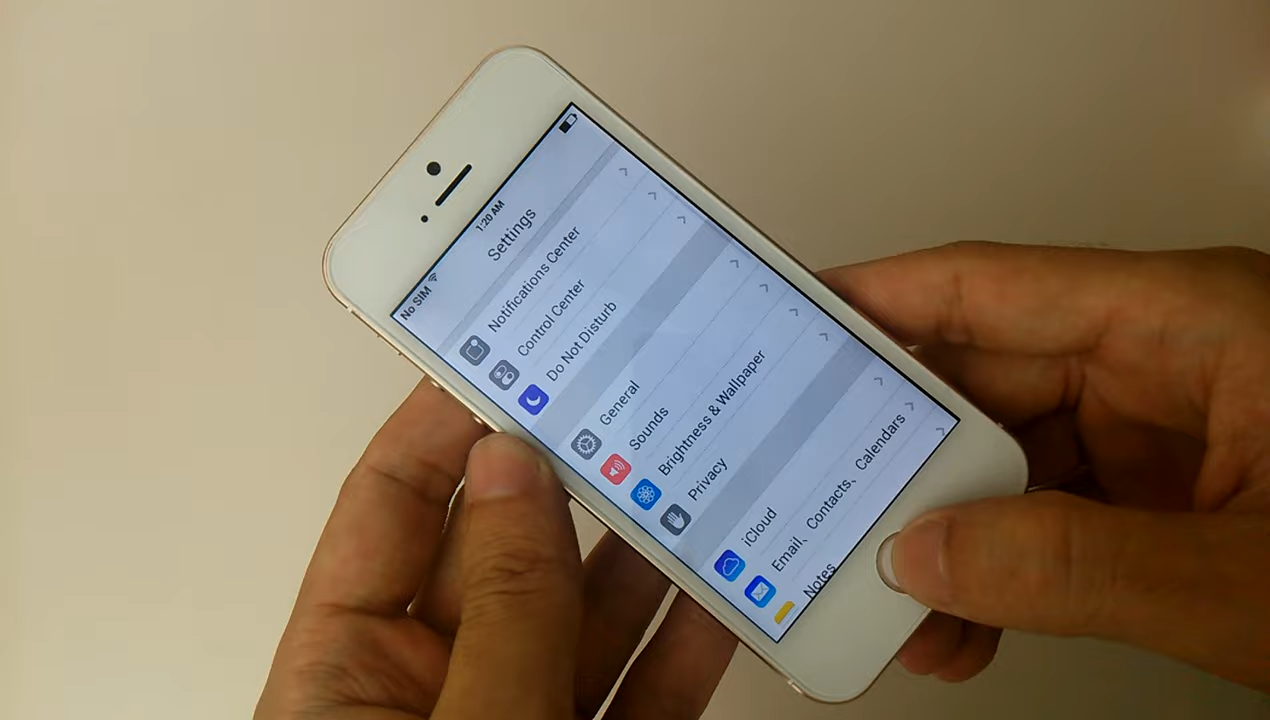 No SIM 1:20 AM
Settings
Notifications Center
Control Center
Do Not Disturb
General
Sounds
Brightness & Wallpaper
Privacy
iCloud
Email、Contacts、Calendars
Notes